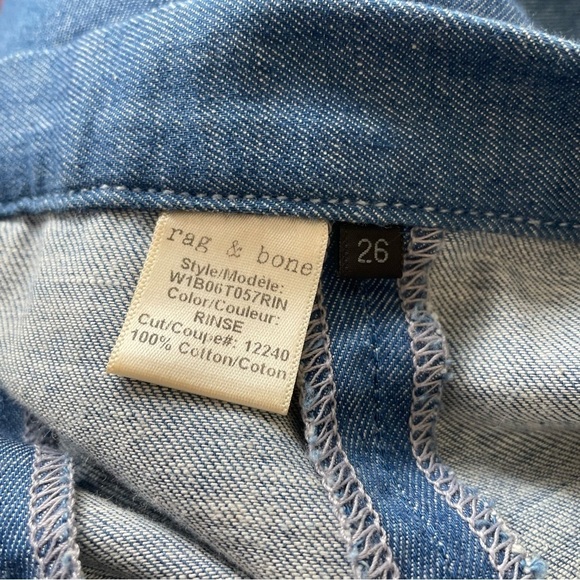 rag & bone
Style/Modèle:
W1B06T057RIN
Color/Couleur:
RINSE
Cut/Coupe#: 12240
100% Cotton/Coton
26